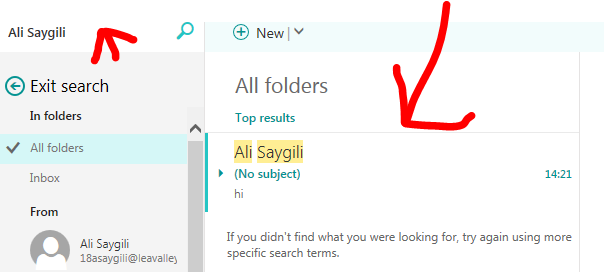 Ali Saygili
New
Exit search
In folders
All folders
Inbox
From
Ali Saygili
18asaygili@leavalley
All folders
Top results
Ali Saygili
(No subject) 14:21
hi
If you didn't find what you were looking for, try again using more
specific search terms.